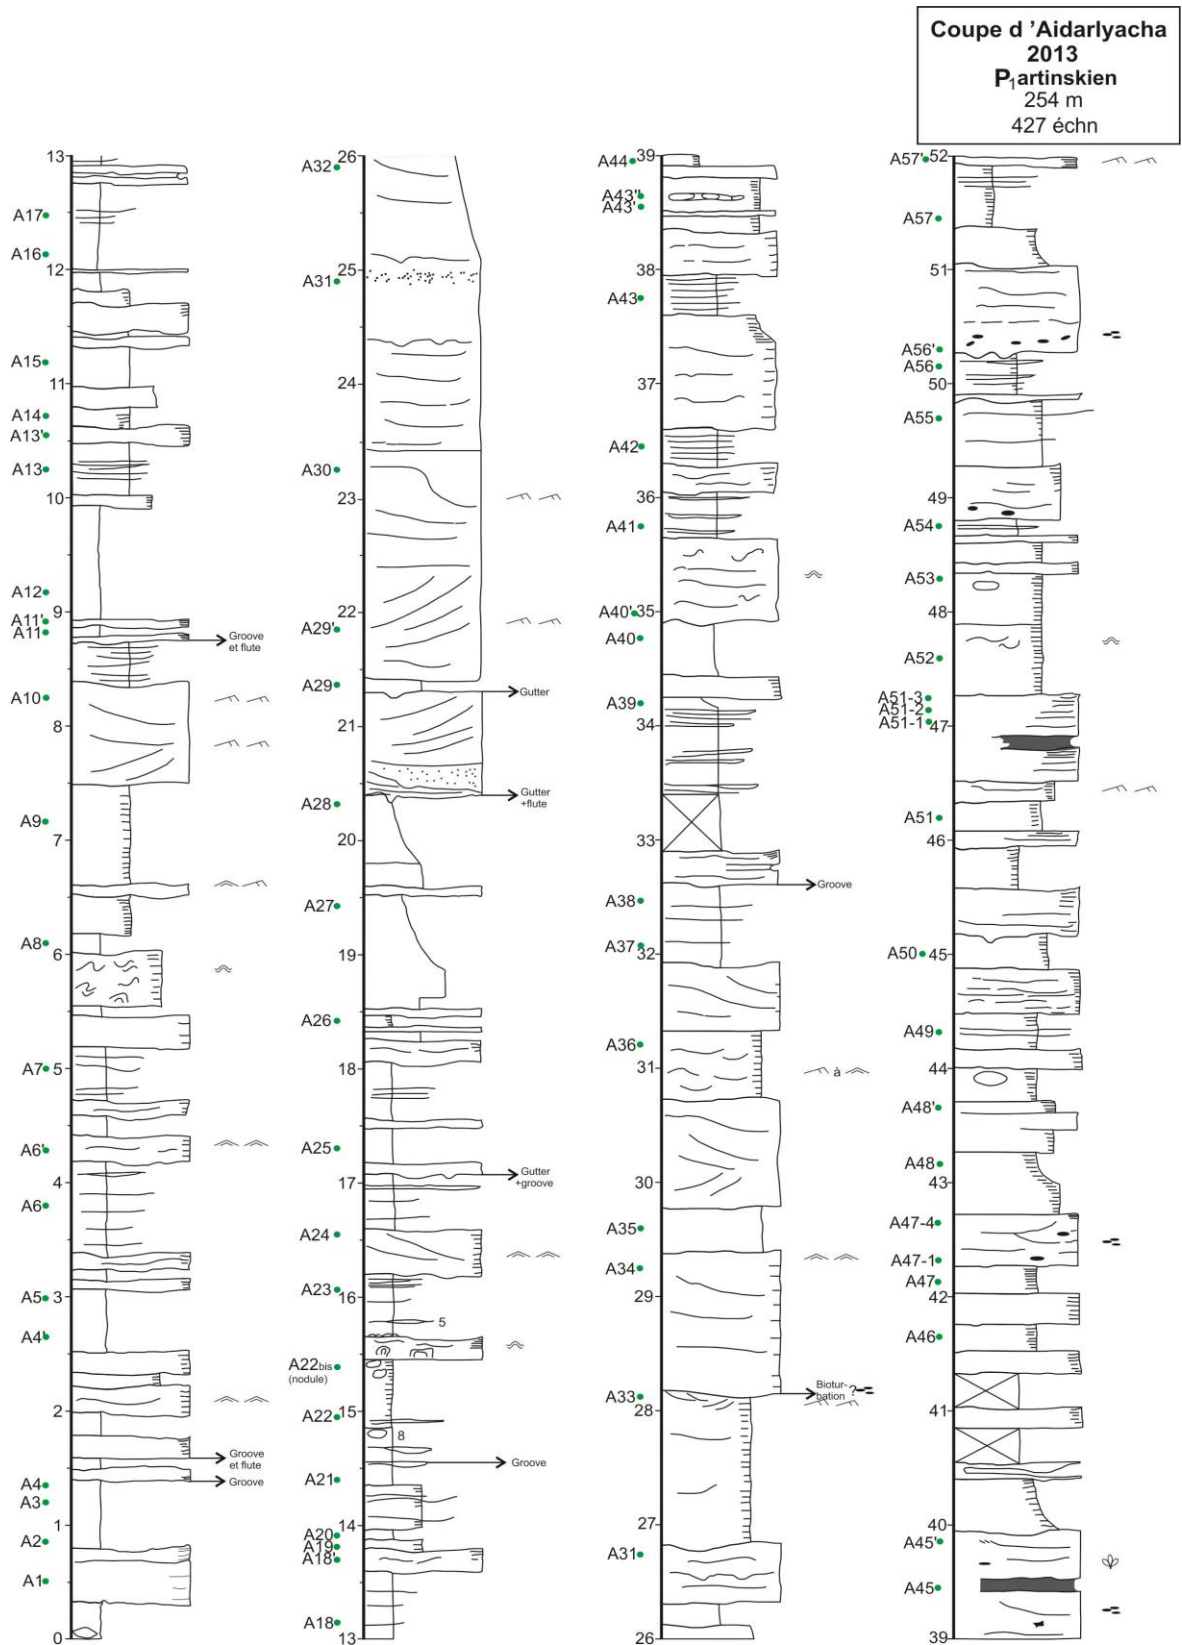 Coupe d 'Aidarlyacha
2013
P1artinskien
254 m
427 échn
13
A17
A16
12
A15
11
A14
A13'
A13
10
A12
9
A11'
A11
Groove
et flute
A10
8
A9
7
A8
6
A7
5
A6'
4
A6
A5
3
A4'
2
Groove
et flute
Groove
A4
A3
1
A2
A1
0
26
A32
25
A31
24
A30
23
22
A29'
A29
Gutter
21
Gutter
+flute
A28
20
A27
19
A26
18
A25
Gutter
+groove
17
A24
A23
16
5
A22bis
(nodule)
15
A22
8
Groove
A21
14
A20
A19
A18'
A18
13
39
A44
A43"
A43'
38
A43
37
A42
36
A41
A40'
35
A40
A39
34
33
Groove
A38
A37
32
A36
31
à
30
A35
A34
29
Biotur-
bation ?
A33
28
27
A31
26
52
A57'
A57
51
A56'
A56
50
A55
49
A54
A53
48
A52
A51-3
A51-2
A51-1
47
A51
46
A50
45
A49
44
A48'
A48
43
A47-4
A47-1
A47
42
A46
41
40
A45'
A45
39